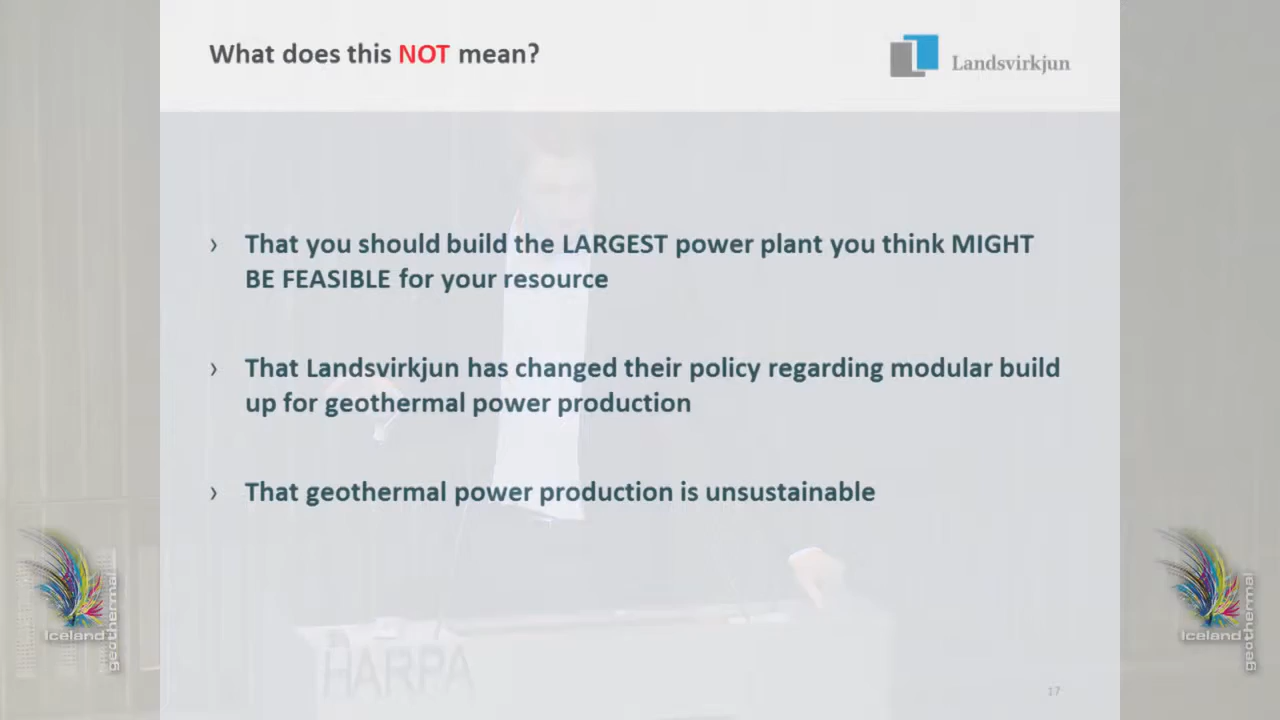 What does this NOT mean?
Landsvirkjun
› That you should build the LARGEST power plant you think MIGHT
BE FEASIBLE for your resource
› That Landsvirkjun has changed their policy regarding modular build
up for geothermal power production
› That geothermal power production is unsustainable
Iceland
geothermal
Iceland
geothermal
HARPA
17